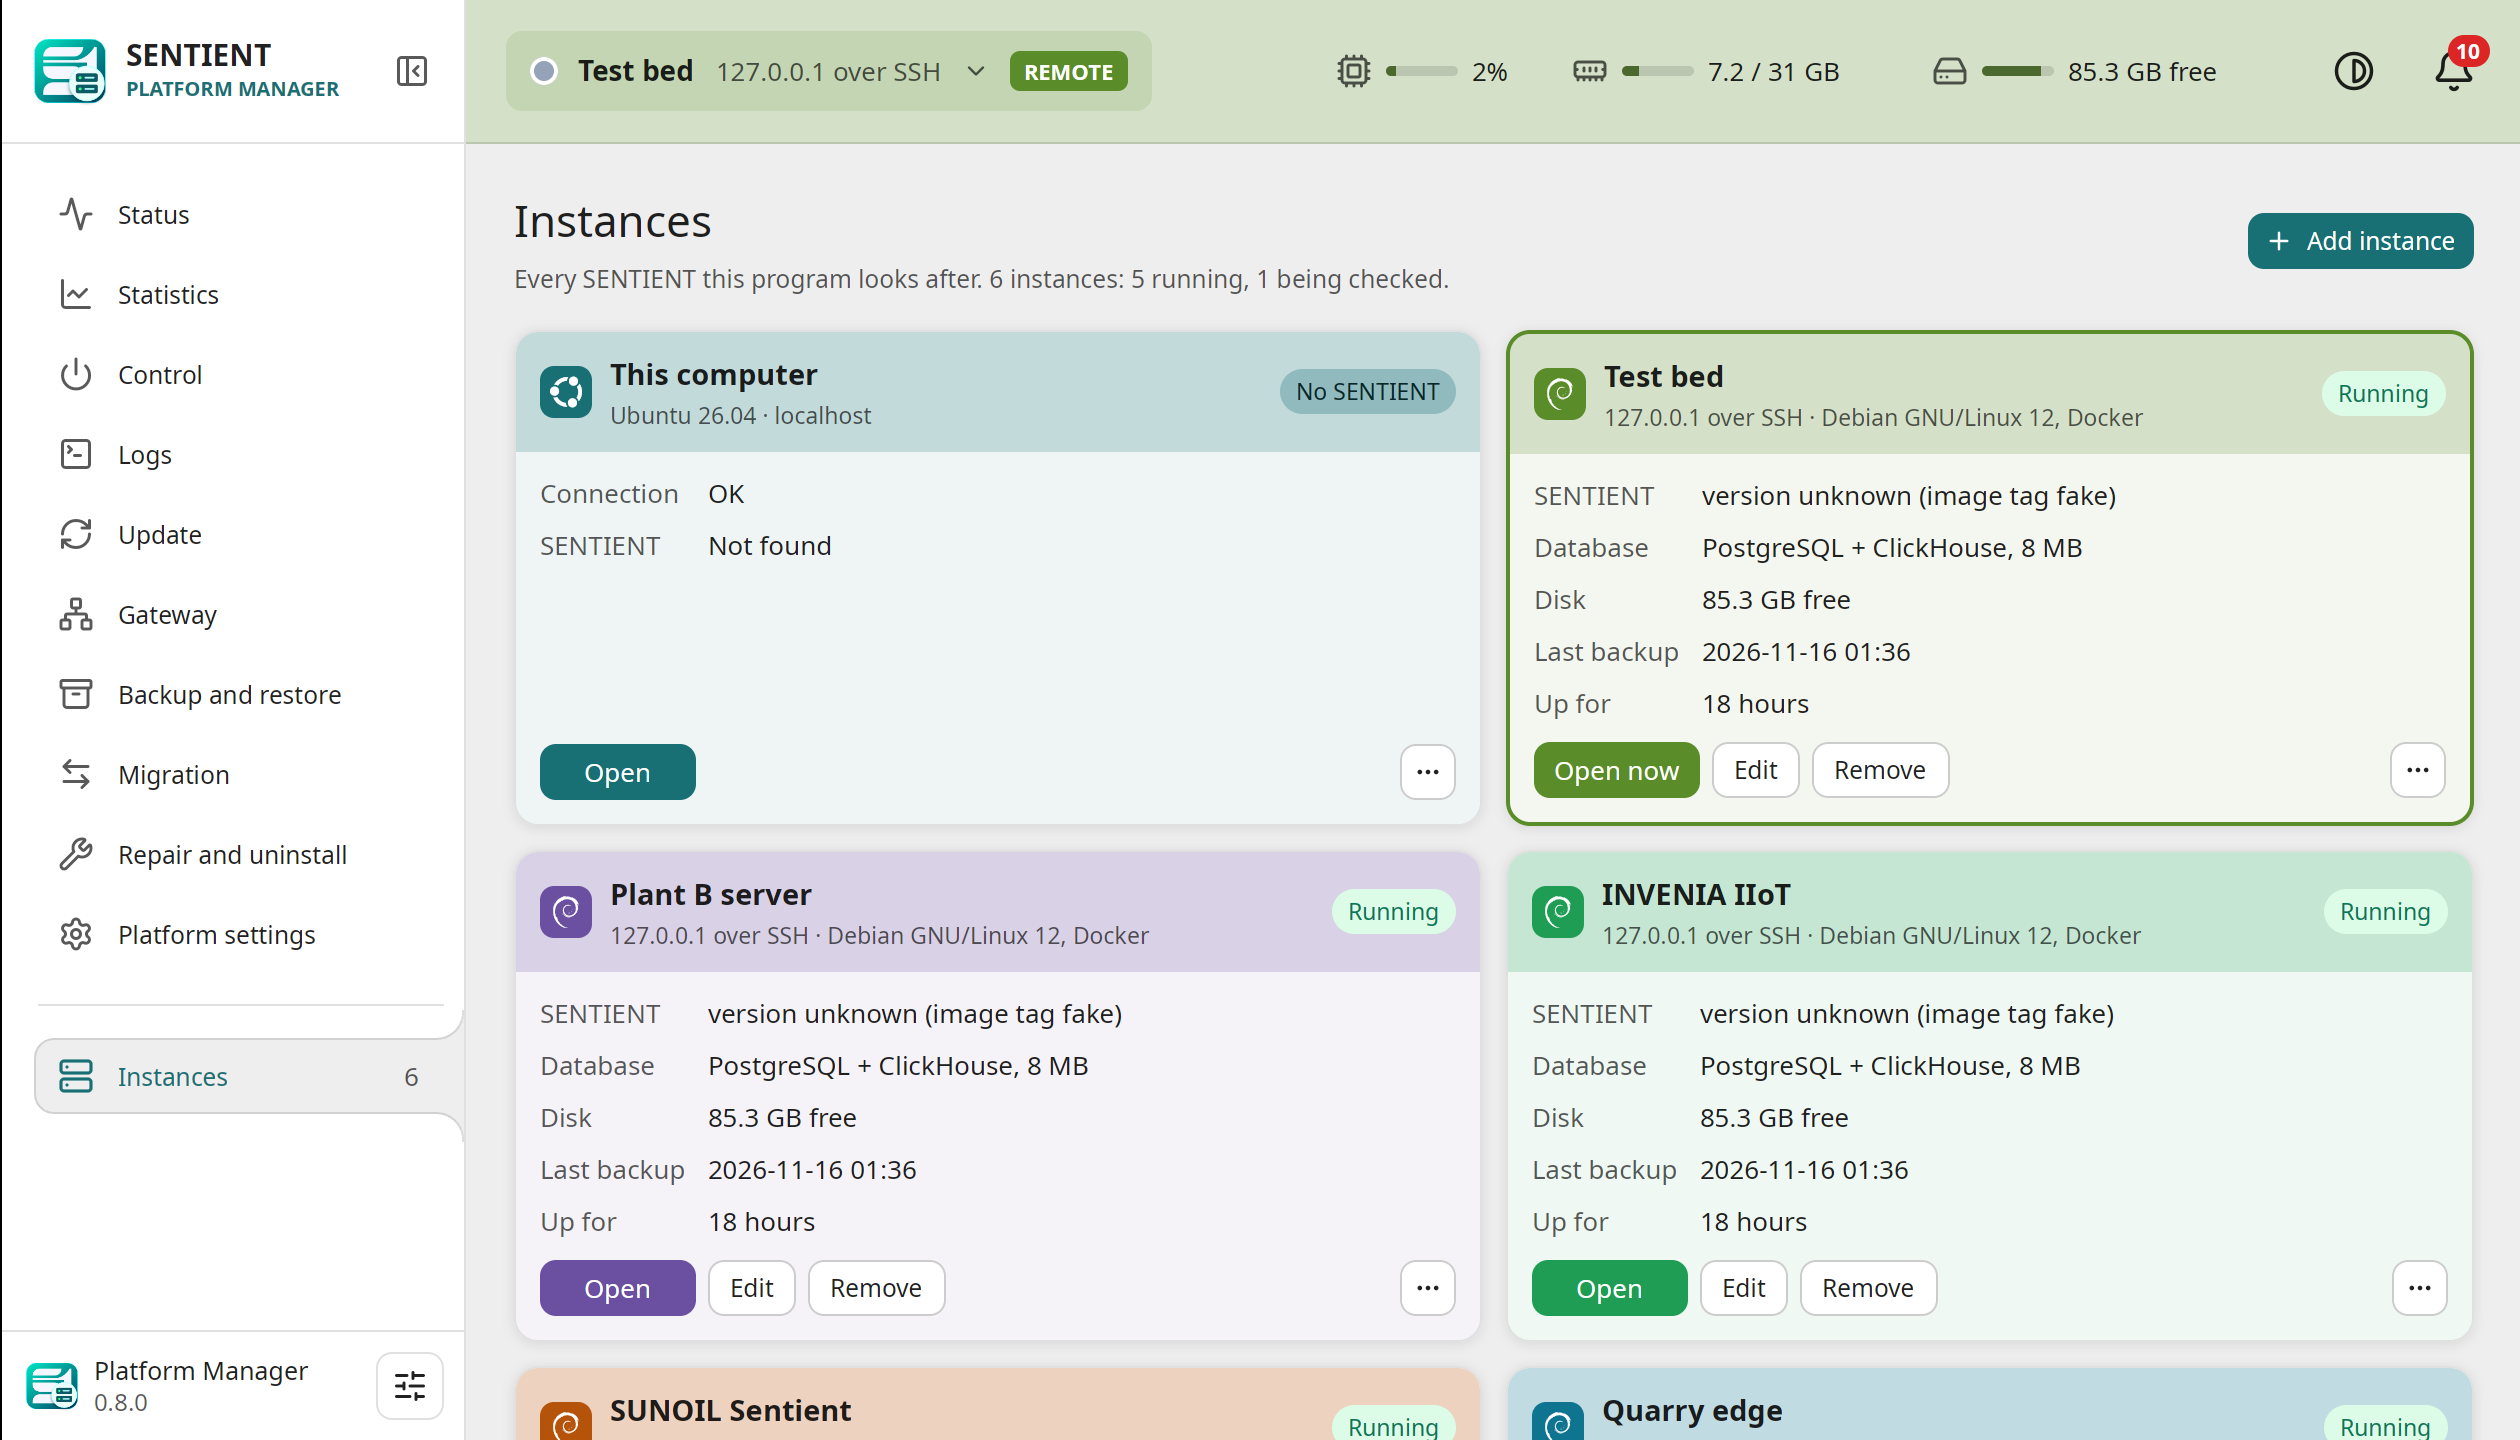 SENTIENT
PLATFORM MANAGER
Test bed 127.0.0.1 over SSH REMOTE
2%
7.2 / 31 GB
85.3 GB free
10
Status
Statistics
Control
Logs
Update
Gateway
Backup and restore
Migration
Repair and uninstall
Platform settings
Instances 6
Platform Manager
0.8.0
Instances
Every SENTIENT this program looks after. 6 instances: 5 running, 1 being checked.
+ Add instance
This computer
Ubuntu 26.04 · localhost
No SENTIENT
Connection OK
SENTIENT Not found
Open
Test bed
127.0.0.1 over SSH · Debian GNU/Linux 12, Docker
Running
SENTIENT version unknown (image tag fake)
Database PostgreSQL + ClickHouse, 8 MB
Disk 85.3 GB free
Last backup 2026-11-16 01:36
Up for 18 hours
Open now Edit Remove
Plant B server
127.0.0.1 over SSH · Debian GNU/Linux 12, Docker
Running
SENTIENT version unknown (image tag fake)
Database PostgreSQL + ClickHouse, 8 MB
Disk 85.3 GB free
Last backup 2026-11-16 01:36
Up for 18 hours
Open Edit Remove
INVENIA IIoT
127.0.0.1 over SSH · Debian GNU/Linux 12, Docker
Running
SENTIENT version unknown (image tag fake)
Database PostgreSQL + ClickHouse, 8 MB
Disk 85.3 GB free
Last backup 2026-11-16 01:36
Up for 18 hours
Open Edit Remove
SUNOIL Sentient
Running
Quarry edge
Running